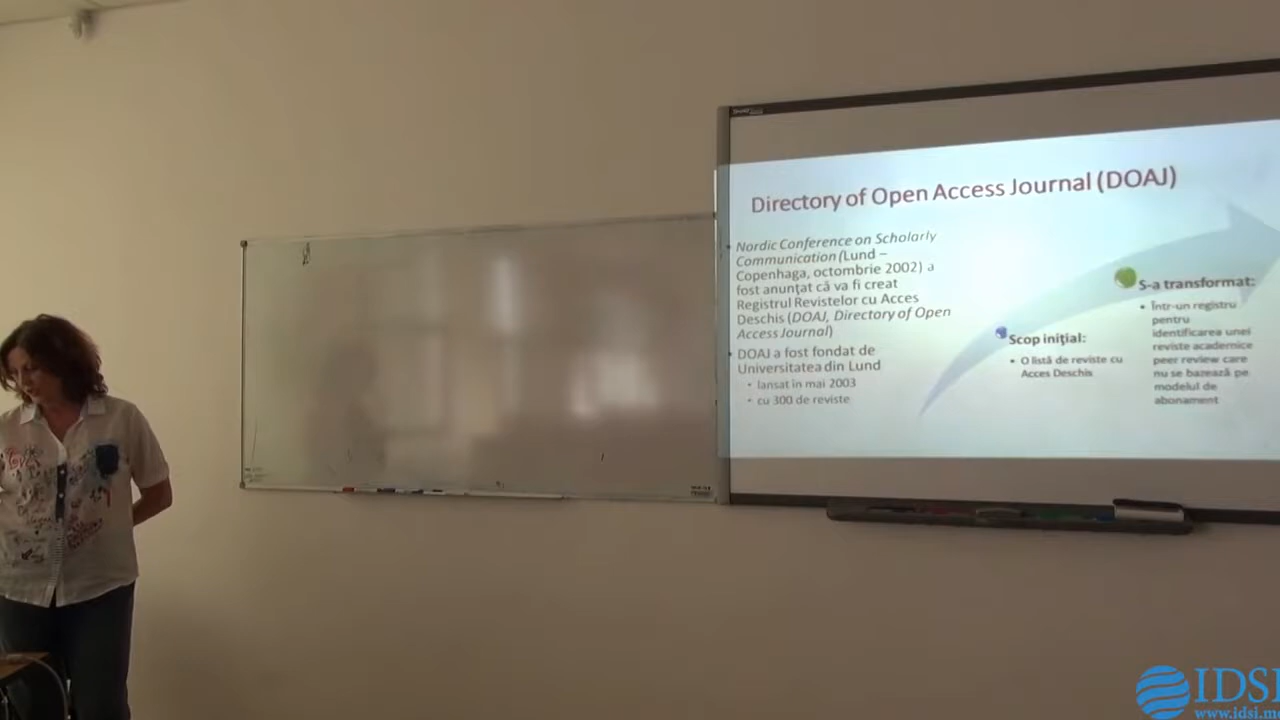 Directory of Open Access Journal (DOAJ)
Nordic Conference on Scholarly
Communication (Lund –
Copenhaga, octombrie 2002) a
fost anunţat că va fi creat
Registrul Revistelor cu Acces
Deschis (DOAJ, Directory of Open
Access Journal)
DOAJ a fost fondat de
Universitatea din Lund
• lansat în mai 2003
• cu 300 de reviste
Scop iniţial:
• O listă de reviste cu
Acces Deschis
S-a transformat:
• Într-un registru
pentru
identificarea unei
reviste academice
peer review care
nu se bazează pe
modelul de
abonament
IDSI
www.idsi.m